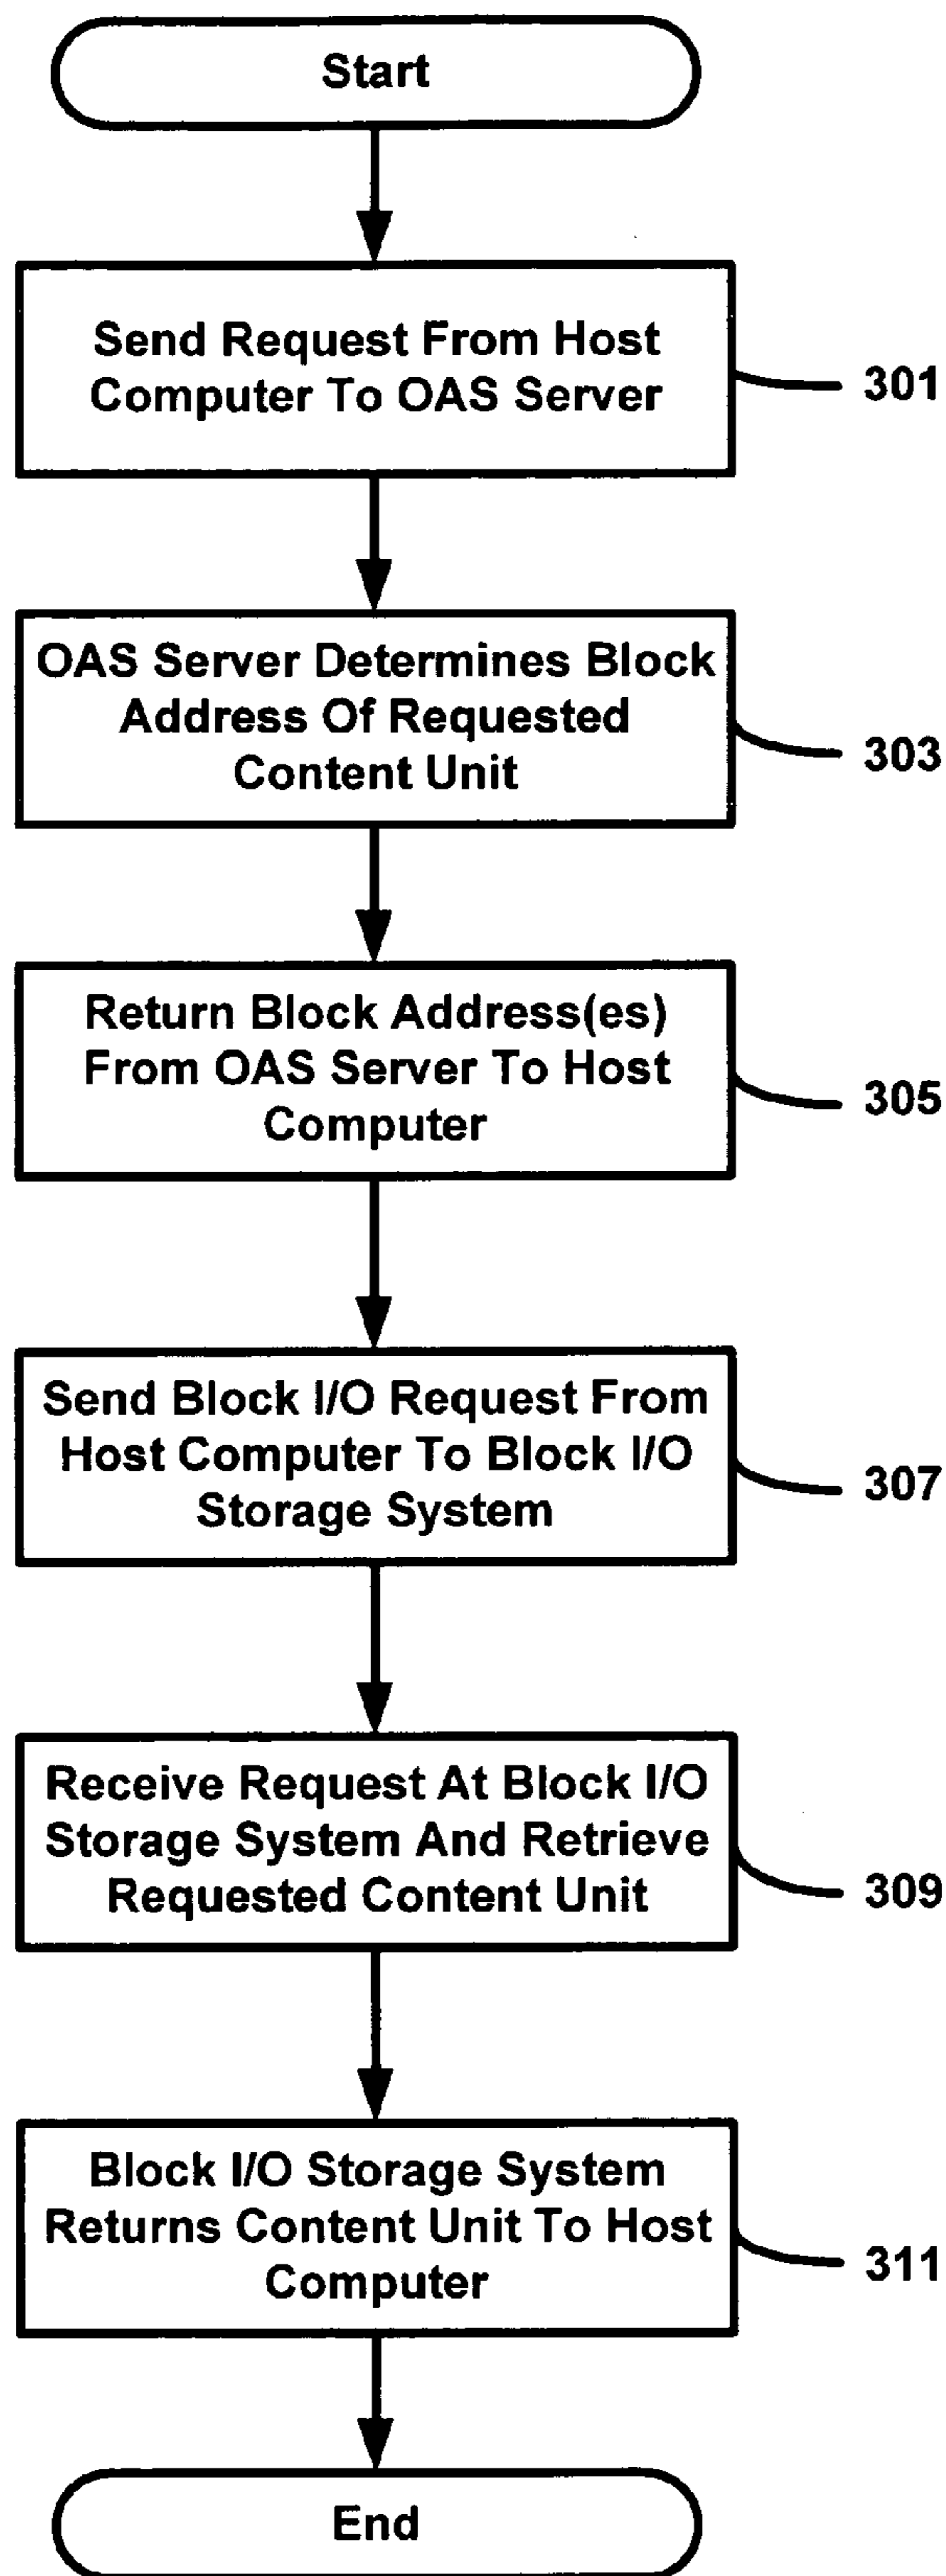 Start
Send Request From Host
Computer To OAS Server
301
OAS Server Determines Block
Address Of Requested
Content Unit
303
Return Block Address(es)
From OAS Server To Host
Computer
305
Send Block I/O Request From
Host Computer To Block I/O
Storage System
307
Receive Request At Block I/O
Storage System And Retrieve
Requested Content Unit
309
Block I/O Storage System
Returns Content Unit To Host
Computer
311
End